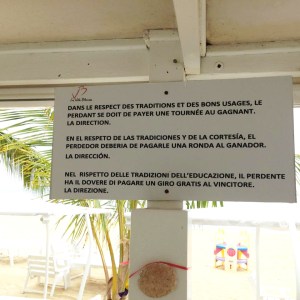 DANS LE RESPECT DES TRADITIONS ET DES BONS USAGES, LE
PERDANT SE DOIT DE PAYER UNE TOURNÉE AU GAGNANT.
LA DIRECTION.
EN EL RESPETO DE LAS TRADICIONES Y DE LA CORTESÍA, EL
PERDEDOR DEBERIA DE PAGARLE UNA RONDA AL GANADOR.
LA DIRECCIÓN.
NEL RISPETTO DELLE TRADIZIONI DELL'EDUCAZIONE, IL PERDENTE
HA IL DOVERE DI PAGARE UN GIRO GRATIS AL VINCITORE.
LA DIREZIONE.